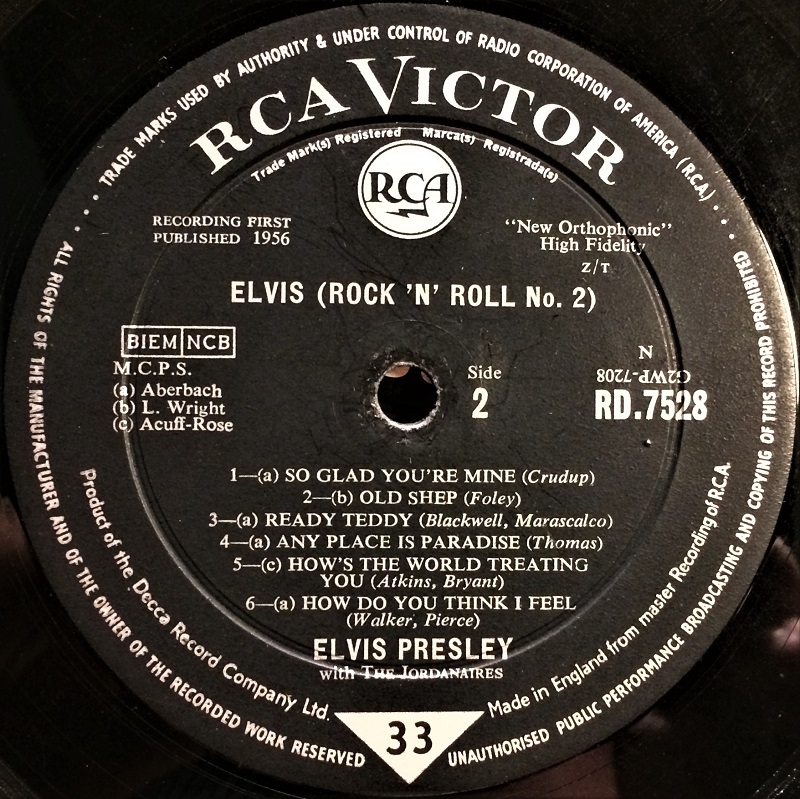 · · · TRADE MARKS USED BY AUTHORITY & UNDER CONTROL OF RADIO CORPORATION OF AMERICA (R.C.A.) · · ·
RCA VICTOR
Trade Mark(s) Registered Marca(s) Registrada(s)
RCA
RECORDING FIRST
PUBLISHED 1956
"New Orthophonic"
High Fidelity
Z/T
ELVIS (ROCK 'N' ROLL No. 2)
BIEM NCB
M.C.P.S.
(a) Aberbach
(b) L. Wright
(c) Acuff-Rose
Side
2
N
G2WP-7208
RD.7528
1—(a) SO GLAD YOU'RE MINE (Crudup)
2—(b) OLD SHEP (Foley)
3—(a) READY TEDDY (Blackwell, Marascalco)
4—(a) ANY PLACE IS PARADISE (Thomas)
5—(c) HOW'S THE WORLD TREATING
YOU (Atkins, Bryant)
6—(a) HOW DO YOU THINK I FEEL
(Walker, Pierce)
ELVIS PRESLEY
with THE JORDANAIRES
Product of the Decca Record Company Ltd.
Made in England from master Recording of R.C.A.
33
ALL RIGHTS OF THE MANUFACTURER AND OF THE OWNER OF THE RECORDED WORK RESERVED
UNAUTHORISED PUBLIC PERFORMANCE BROADCASTING AND COPYING OF THIS RECORD PROHIBITED